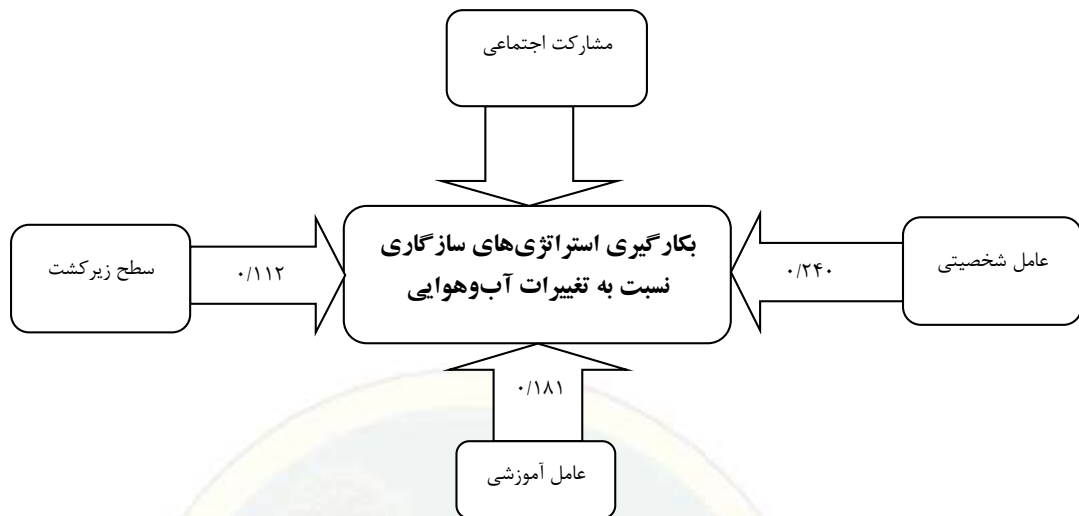 مشارکت اجتماعی
بکارگیری استراتژی‌های سازگاری
نسبت به تغییرات آب‌وهوایی
عامل شخصیتی
۰/۲۴۰
سطح زیرکشت
۰/۱۱۲
۰/۱۸۱
عامل آموزشی